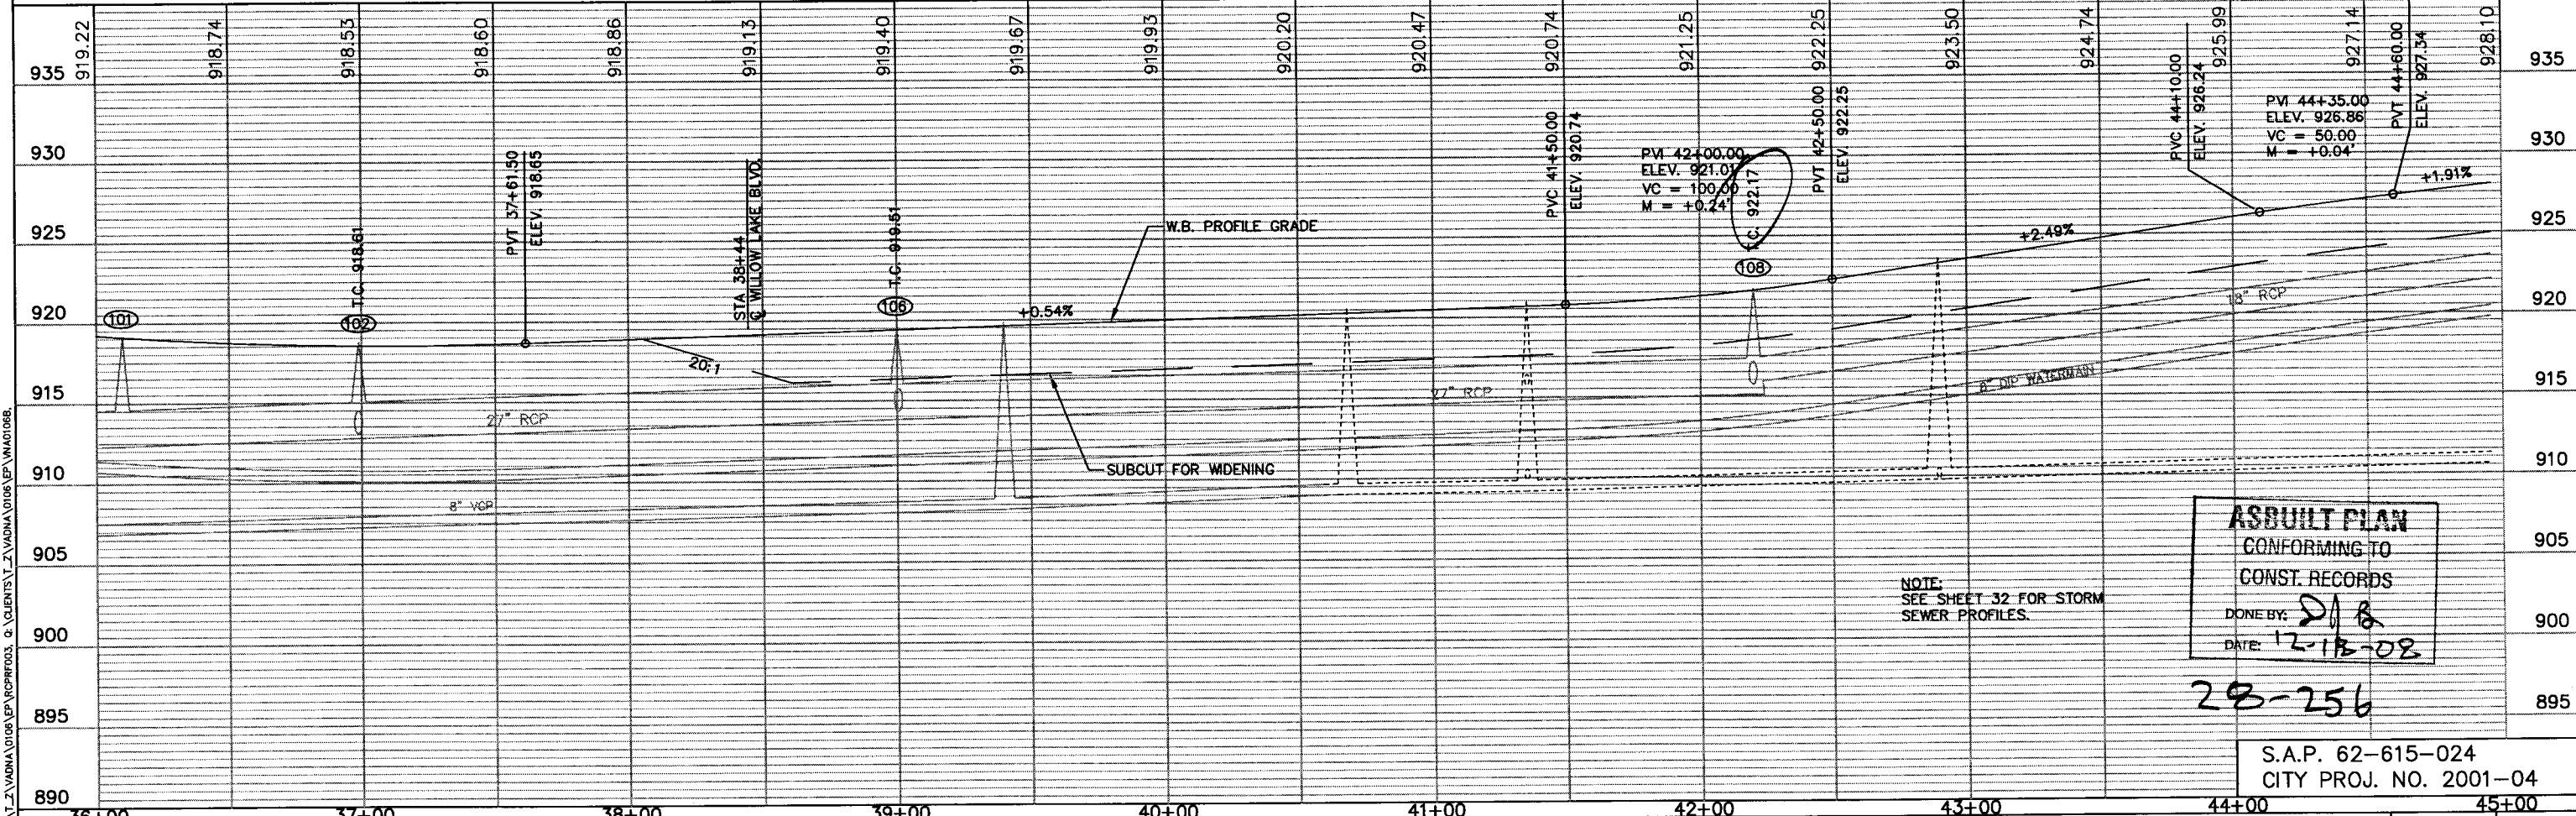 919.22
918.74
918.53
918.60
918.86
919.13
919.40
919.67
919.93
920.20
920.47
920.74
921.25
922.25
923.50
924.74
925.99
927.14
928.10
935
935
930
930
925
925
920
920
915
915
910
910
905
905
900
900
895
895
890
101
102
T.C. 918.61
PVT 37+61.50
ELEV. 918.65
STA 38+44
WILLOW LAKE BLVD.
20:1
106
T.C. 919.51
+0.54%
W.B. PROFILE GRADE
PVC 41+50.00
ELEV. 920.74
PVI 42+00.00
ELEV. 921.01
VC = 100.00
M = +0.24'
T.C. 922.17
108
PVT 42+50.00
ELEV. 922.25
+2.49%
PVC 44+10.00
ELEV. 926.24
PVI 44+35.00
ELEV. 926.86
VC = 50.00
M = +0.04'
PVT 44+60.00
ELEV. 927.34
+1.91%
18" RCP
27" RCP
27" RCP
8" DIP WATERMAIN
SUBCUT FOR WIDENING
8" VCP
NOTE:
SEE SHEET 32 FOR STORM
SEWER PROFILES.
ASBUILT PLAN
CONFORMING TO
CONST. RECORDS
DONE BY:
DATE:
28-256
S.A.P. 62-615-024
CITY PROJ. NO. 2001-04
36+00
37+00
38+00
39+00
40+00
41+00
42+00
43+00
44+00
45+00